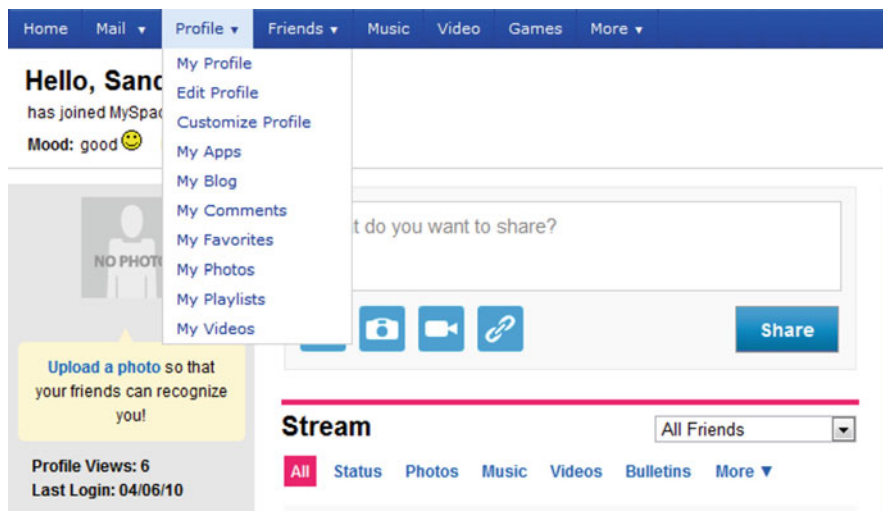 Home Mail ▼ Profile ▼ Friends ▼ Music Video Games More ▼
My Profile
Edit Profile
Customize Profile
My Apps
My Blog
My Comments
My Favorites
My Photos
My Playlists
My Videos
Hello,
has joined
Mood: good
do you want to share?
NO
Share
Upload a photo so that
your friends can recognize
you!
Profile Views: 6
Last Login: 04/06/10
Stream
All Friends
All Status Photos Music Videos Bulletins More ▼